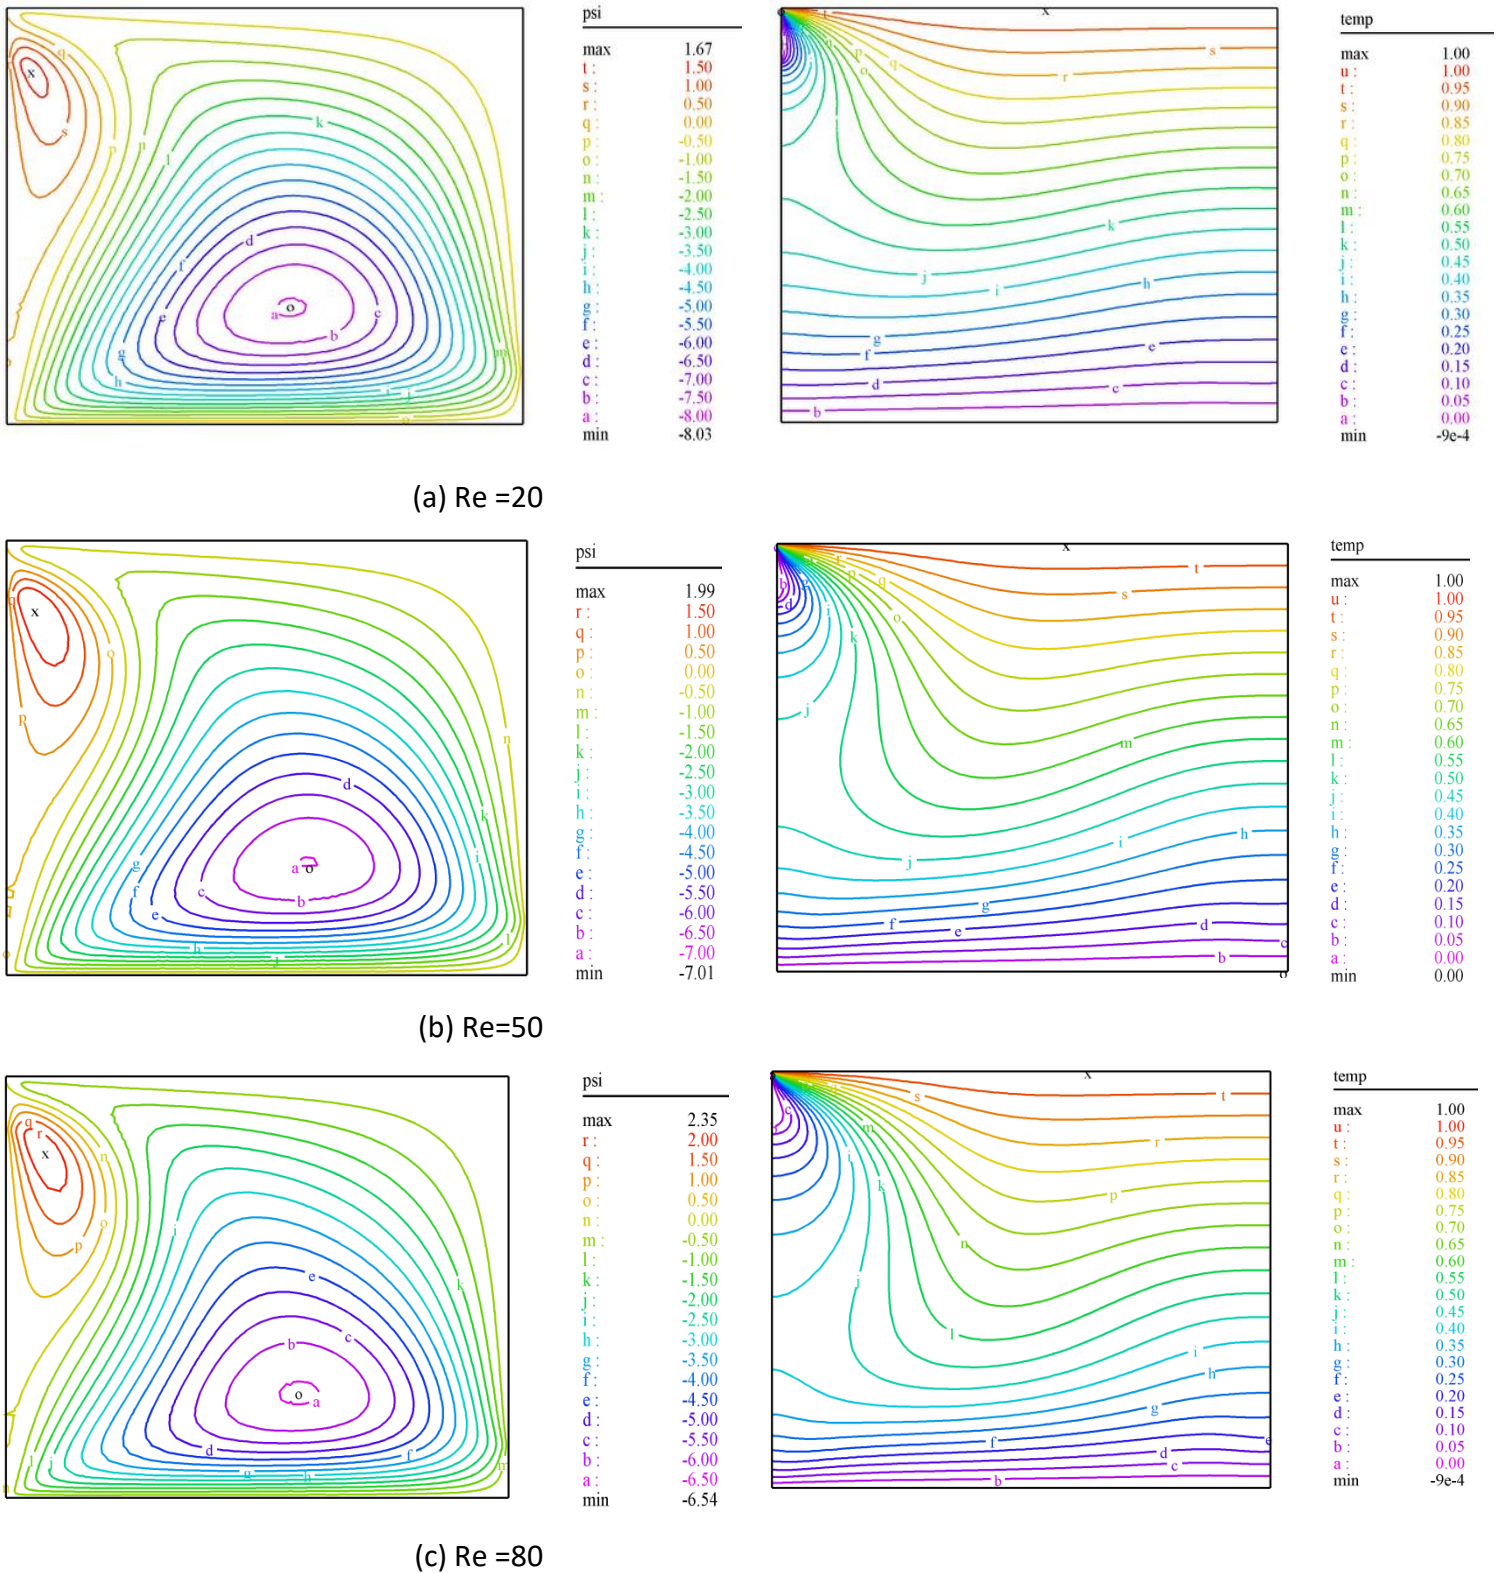 psi
max 1.67
t : 1.50
s : 1.00
r : 0.50
q : 0.00
p : -0.50
o : -1.00
n : -1.50
m : -2.00
l : -2.50
k : -3.00
j : -3.50
i : -4.00
h : -4.50
g : -5.00
f : -5.50
e : -6.00
d : -6.50
c : -7.00
b : -7.50
a : -8.00
min -8.03
temp
max 1.00
u : 1.00
t : 0.95
s : 0.90
r : 0.85
q : 0.80
p : 0.75
o : 0.70
n : 0.65
m : 0.60
l : 0.55
k : 0.50
j : 0.45
i : 0.40
h : 0.35
g : 0.30
f : 0.25
e : 0.20
d : 0.15
c : 0.10
b : 0.05
a : 0.00
min -9e-4
(a) Re =20
psi
max 1.99
r : 1.50
q : 1.00
p : 0.50
o : 0.00
n : -0.50
m : -1.00
l : -1.50
k : -2.00
j : -2.50
i : -3.00
h : -3.50
g : -4.00
f : -4.50
e : -5.00
d : -5.50
c : -6.00
b : -6.50
a : -7.00
min -7.01
temp
max 1.00
u : 1.00
t : 0.95
s : 0.90
r : 0.85
q : 0.80
p : 0.75
o : 0.70
n : 0.65
m : 0.60
l : 0.55
k : 0.50
j : 0.45
i : 0.40
h : 0.35
g : 0.30
f : 0.25
e : 0.20
d : 0.15
c : 0.10
b : 0.05
a : 0.00
min 0.00
(b) Re=50
psi
max 2.35
r : 2.00
q : 1.50
p : 1.00
o : 0.50
n : 0.00
m : -0.50
l : -1.00
k : -1.50
j : -2.00
i : -2.50
h : -3.00
g : -3.50
f : -4.00
e : -4.50
d : -5.00
c : -5.50
b : -6.00
a : -6.50
min -6.54
temp
max 1.00
u : 1.00
t : 0.95
s : 0.90
r : 0.85
q : 0.80
p : 0.75
o : 0.70
n : 0.65
m : 0.60
l : 0.55
k : 0.50
j : 0.45
i : 0.40
h : 0.35
g : 0.30
f : 0.25
e : 0.20
d : 0.15
c : 0.10
b : 0.05
a : 0.00
min -9e-4
(c) Re =80